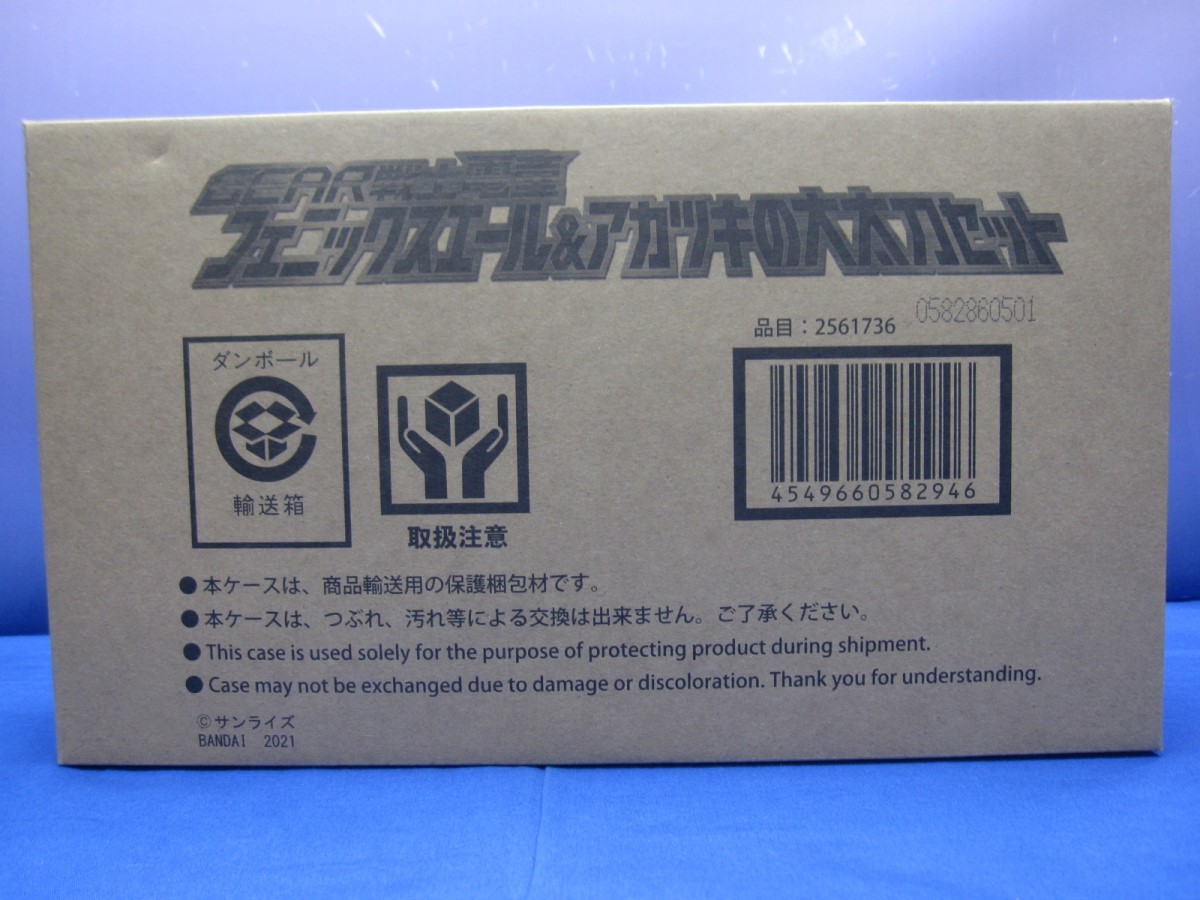 GEAR戦士電童
フェニックスエール&アカツキの大太刀セット
0582860501
品目：2561736
4549660582946
ダンボール
輸送箱
取扱注意
●本ケースは、商品輸送用の保護梱包材です。
●本ケースは、つぶれ、汚れ等による交換は出来ません。ご了承ください。
●This case is used solely for the purpose of protecting product during shipment.
●Case may not be exchanged due to damage or discoloration. Thank you for understanding.
©サンライズ
BANDAI 2021